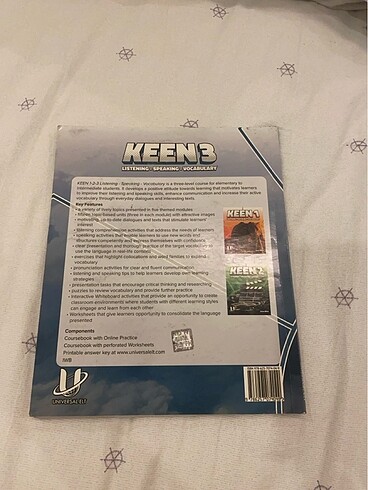 KEEN 3
LISTENING · SPEAKING · VOCABULARY
KEEN 1-2-3 Listening - Speaking - Vocabulary is a three-level course for elementary to
intermediate students. It develops a positive attitude towards learning that motivates learners
to improve their listening and speaking skills, enhance communication and increase their active
vocabulary through everyday dialogues and interesting texts.
Key Features
• a variety of lively topics presented in five themed modules
• fifteen topic-based units (three in each module) with attractive images
• motivating, up-to-date dialogues and texts that stimulate learners'
interest
• listening comprehension activities that address the needs of learners
• speaking activities that enable learners to use new words and
structures competently and express themselves with confidence
• clear presentation and thorough practice of the target vocabulary
use the language in real-life contexts
• exercises that highlight collocations and word families to expand
vocabulary
• pronunciation activities for clear and fluent communication
• listening and speaking tips to help learners develop their learning
strategies
• presentation tasks that encourage critical thinking and researching
• puzzles to review vocabulary and provide further practice
• Interactive Whiteboard activities that provide an opportunity to create
classroom environments where students with different learning styles
can engage and learn from each other
• Worksheets that give learners opportunity to consolidate the language
presented
KEEN 1
KEEN 2
Components
Coursebook with Online Practice
Coursebook with perforated Worksheets
Printable answer key at www.universalelt.com
IWB
UNIVERSAL ELT